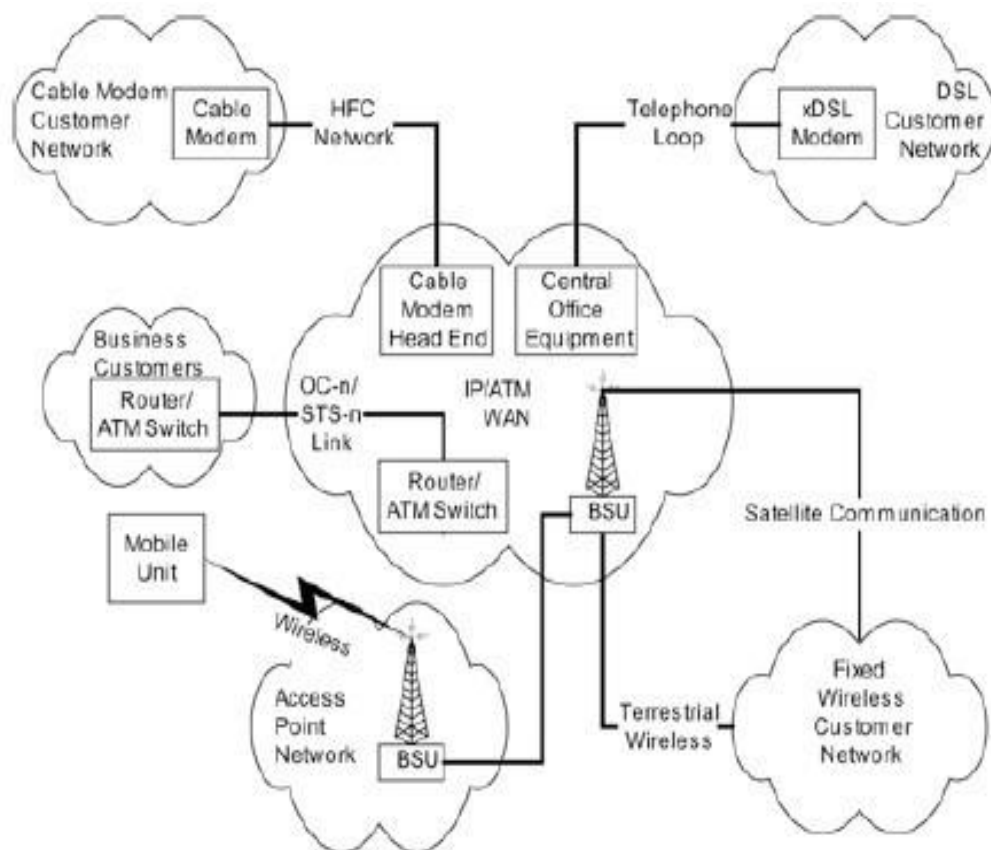 Cable Modem
Customer
Network
Cable
Modem
HFC
Network
Telephone
Loop
xDSL
Modem
DSL
Customer
Network
Cable
Modem
Head End
Central
Office
Equipment
Business
Customers
Router/
ATM Switch
OC-n/
STS-n
Link
IP/ATM
WAN
Router/
ATM Switch
BSU
Satellite Communication
Mobile
Unit
Wireless
Access
Point
Network
BSU
Terrestrial
Wireless
Fixed
Wireless
Customer
Network